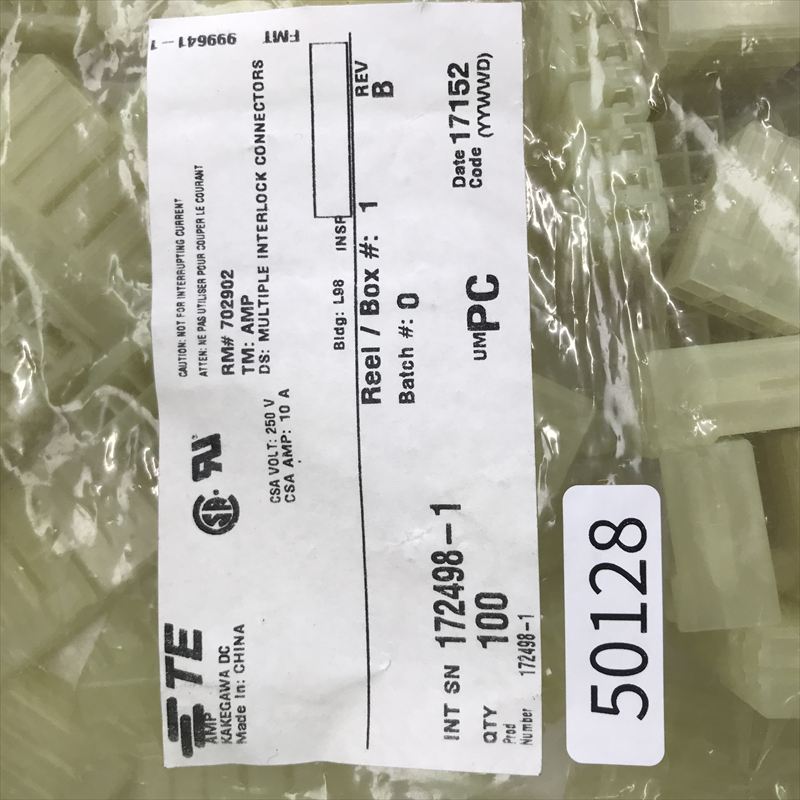 TE
AMP
KAKEGAWA DC
Made In: CHINA
CAUTION: NOT FOR INTERRUPTING CURRENT
ATTEN: NE PAS UTILISER POUR COUPER LE COURANT
RM# 702902
TM: AMP
DS: MULTIPLE INTERLOCK CONNECTORS
CSA VOLT: 250 V
CSA AMP: 10 A
FMT
999641-1
Bldg: L98 INSP
REV
B
Reel / Box #: 1
Batch #: 0
INT SN 172498-1
QTY 100
UM PC
Date 17152
Code (YYWWD)
Prod
Number 172498-1
50128